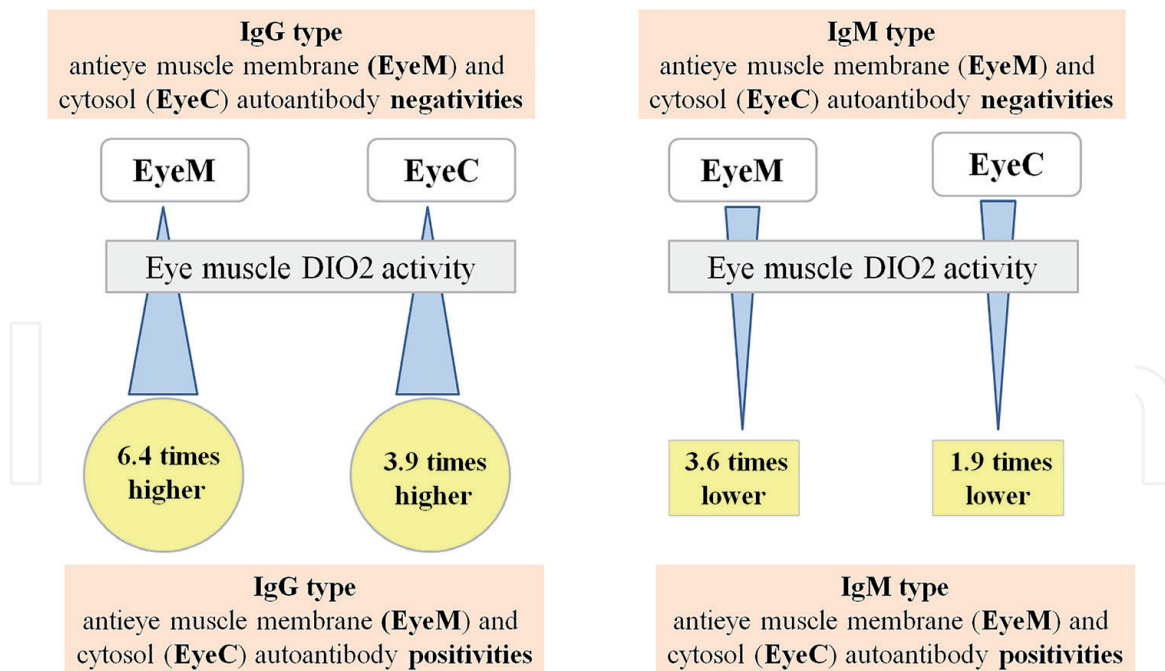 IgG type
antieye muscle membrane (EyeM) and
cytosol (EyeC) autoantibody negativities
EyeM
EyeC
Eye muscle DIO2 activity
6.4 times
higher
3.9 times
higher
IgG type
antieye muscle membrane (EyeM) and
cytosol (EyeC) autoantibody positivities
IgM type
antieye muscle membrane (EyeM) and
cytosol (EyeC) autoantibody negativities
EyeM
EyeC
Eye muscle DIO2 activity
3.6 times
lower
1.9 times
lower
IgM type
antieye muscle membrane (EyeM) and
cytosol (EyeC) autoantibody positivities